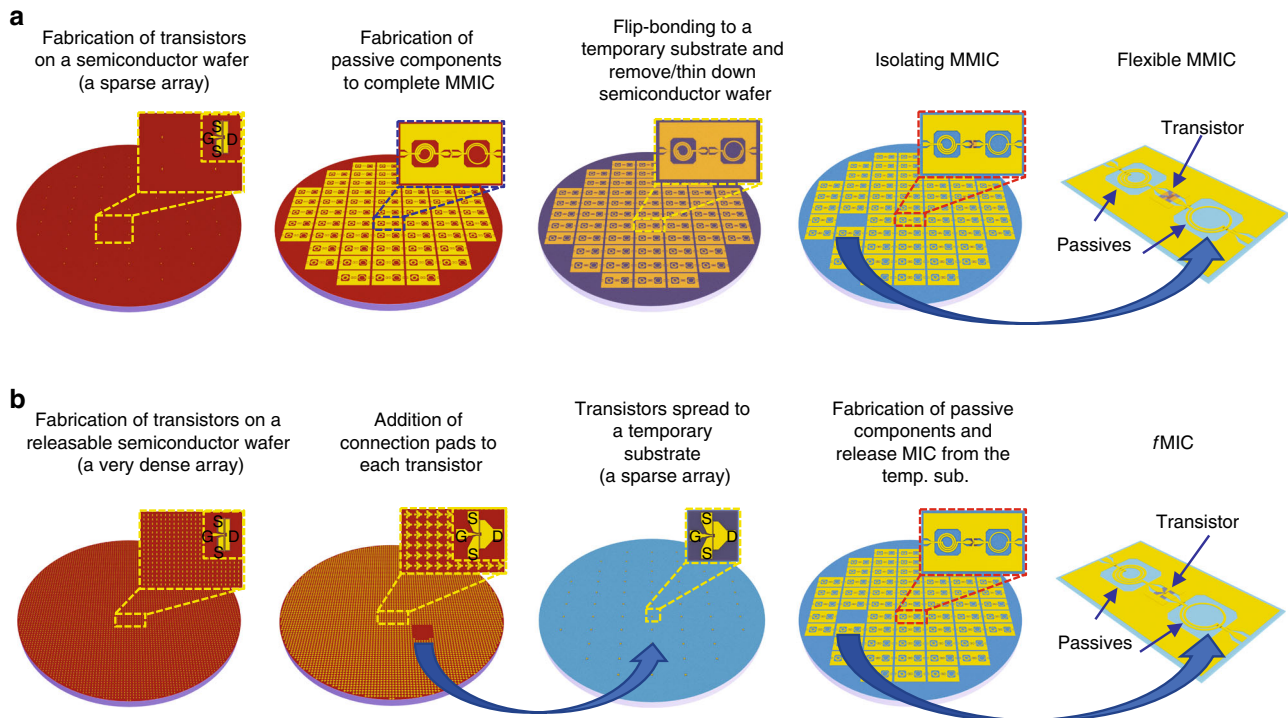 a
Fabrication of transistors
on a semiconductor wafer
(a sparse array)
Fabrication of
passive components
to complete MMIC
Flip-bonding to a
temporary substrate and
remove/thin down
semiconductor wafer
Isolating MMIC
Flexible MMIC
S
G D
S
Transistor
Passives
b
Fabrication of transistors on a
releasable semiconductor wafer
(a very dense array)
Addition of
connection pads to
each transistor
Transistors spread to
a temporary
substrate
(a sparse array)
Fabrication of passive
components and
release MIC from the
temp. sub.
fMIC
S
G D
S
S
G D
S
S
G D
S
Transistor
Passives